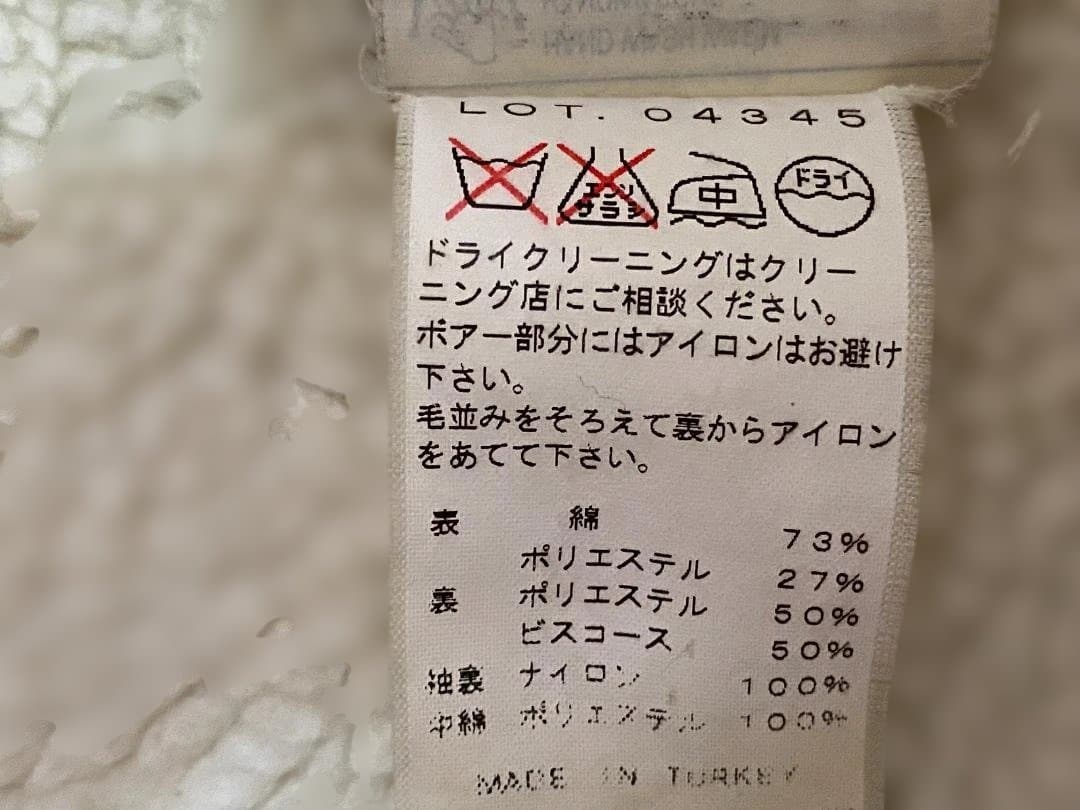 LOT. 04345
エンソ
サラシ
中
ドライ
ドライクリーニングはクリー
ニング店にご相談ください。
ボアー部分にはアイロンはお避け
下さい。
毛並みをそろえて裏からアイロン
をあてて下さい。
表 綿 73%
ポリエステル 27%
裏 ポリエステル 50%
ビスコース 50%
袖裏 ナイロン 100%
中綿 ポリエステル 100%
MADE IN TURKEY